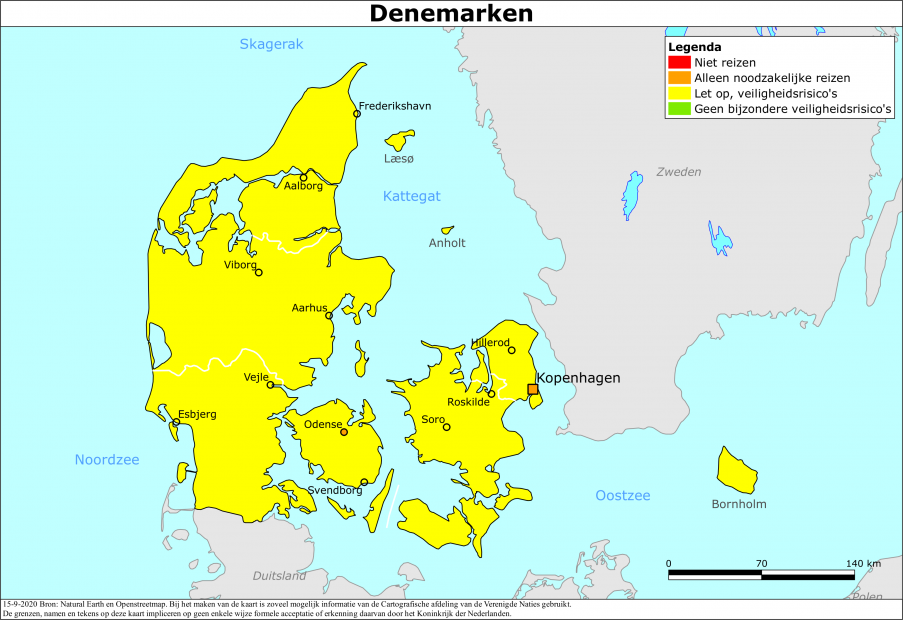 Denemarken
Skagerak
Legenda
Niet reizen
Alleen noodzakelijke reizen
Let op, veiligheidsrisico's
Geen bijzondere veiligheidsrisico's
Frederikshavn
Læsø
Zweden
Aalborg
Kattegat
Anholt
Viborg
Aarhus
Hillerod
Vejle
Kopenhagen
Roskilde
Esbjerg
Soro
Odense
Noordzee
Svendborg
Oostzee
Bornholm
0 70 140 km
Duitsland
Polen
15-9-2020 Bron: Natural Earth en Openstreetmap. Bij het maken van de kaart is zoveel mogelijk informatie van de Cartografische afdeling van de Verenigde Naties gebruikt.
De grenzen, namen en tekens op deze kaart impliceren op geen enkele wijze formele acceptatie of erkenning daarvan door het Koninkrijk der Nederlanden.